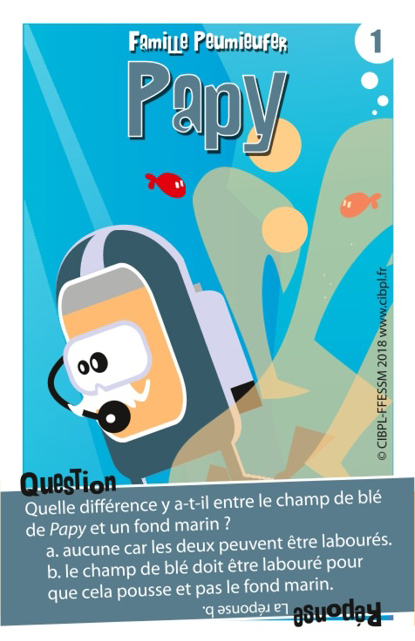 Famille Peumieufer
1
Papy
© CIBPL-FFESSM 2018 www.cibpl.fr
Question
Quelle différence y a-t-il entre le champ de blé
de Papy et un fond marin ?
a. aucune car les deux peuvent être labourés.
b. le champ de blé doit être labouré pour
que cela pousse et pas le fond marin.
Réponse
La réponse b.